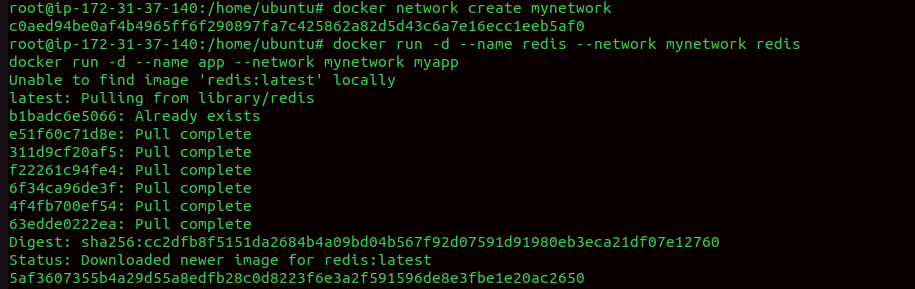 root@ip-172-31-37-140:/home/ubuntu# docker network create mynetwork
c0aed94be0af4b4965ff6f290897fa7c425862a82d5d43c6a7e16ecc1eeb5af0
root@ip-172-31-37-140:/home/ubuntu# docker run -d --name redis --network mynetwork redis
docker run -d --name app --network mynetwork myapp
Unable to find image 'redis:latest' locally
latest: Pulling from library/redis
b1badc6e5066: Already exists
e51f60c71d8e: Pull complete
311d9cf20af5: Pull complete
f22261c94fe4: Pull complete
6f34ca96de3f: Pull complete
4f4fb700ef54: Pull complete
63edde0222ea: Pull complete
Digest: sha256:cc2dfb8f5151da2684b4a09bd04b567f92d07591d91980eb3eca21df07e12760
Status: Downloaded newer image for redis:latest
5af3607355b4a29d55a8edfb28c0d8223f6e3a2f591596de8e3fbe1e20ac2650